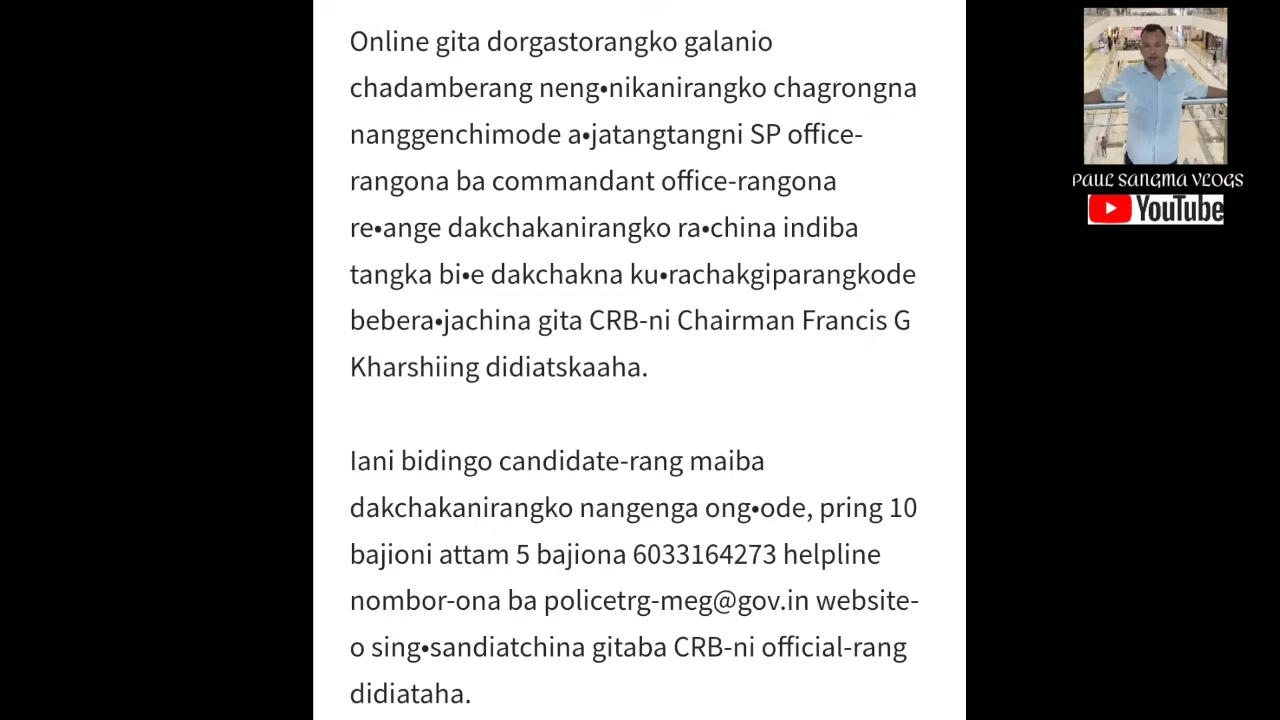 Online gita dorgastorangko galanio
chadamberang neng•nikanirangko chagrongna
nanggenchimode a•jatangtangni SP office-
rangona ba commandant office-rangona
re•ange dakchakanirangko ra•china indiba
tangka bi•e dakchakna ku•rachakgiparangkode
bebera•jachina gita CRB-ni Chairman Francis G
Kharshiing didiatskaaha.
Iani bidingo candidate-rang maiba
dakchakanirangko nangenga ong•ode, pring 10
bajioni attam 5 bajiona 6033164273 helpline
nombor-ona ba policetrg-meg@gov.in website-
o sing•sandiatchina gitaba CRB-ni official-rang
didiataha.
PAUL SANGMA VLOGS
YouTube